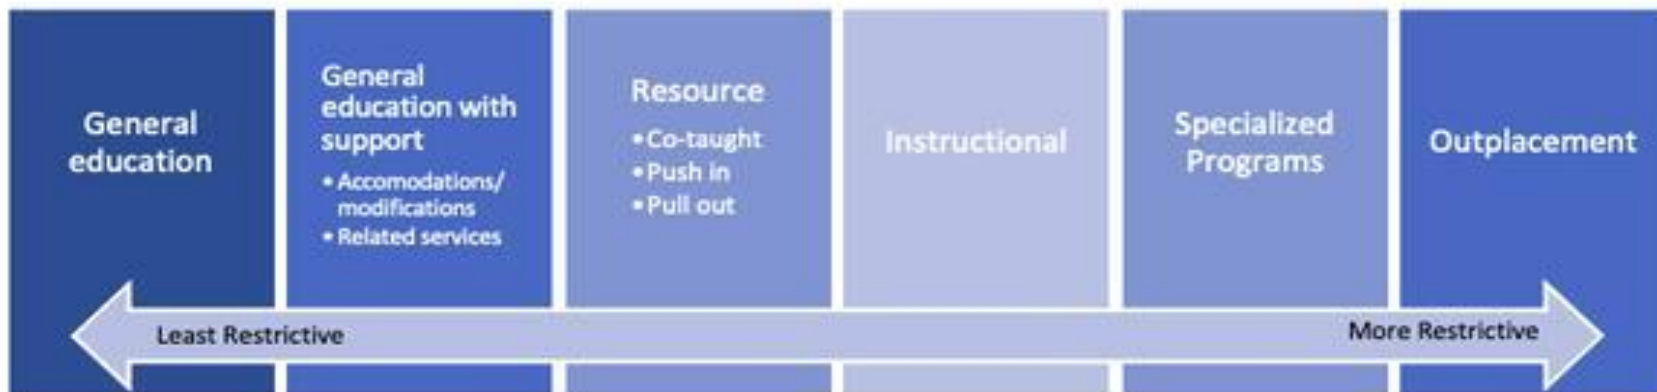 General
education
General
education with
support
• Accomodations/
modifications
• Related services
Resource
• Co-taught
• Push in
• Pull out
Instructional
Specialized
Programs
Outplacement
Least Restrictive
More Restrictive